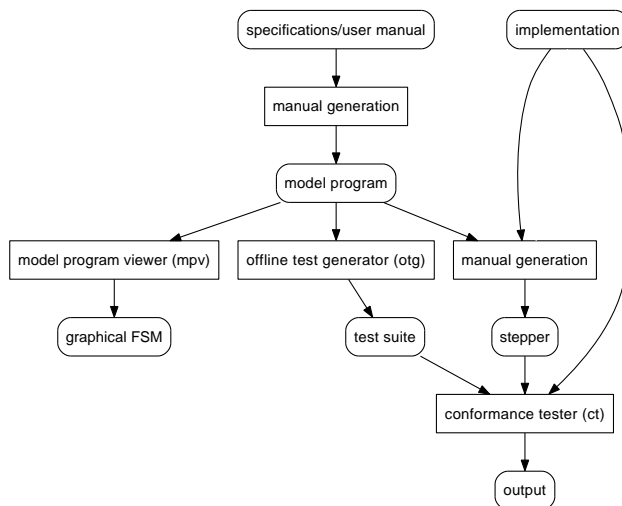 specifications/user manual
implementation
manual generation
model program
model program viewer (mpv)
offline test generator (otg)
manual generation
graphical FSM
test suite
stepper
conformance tester (ct)
output